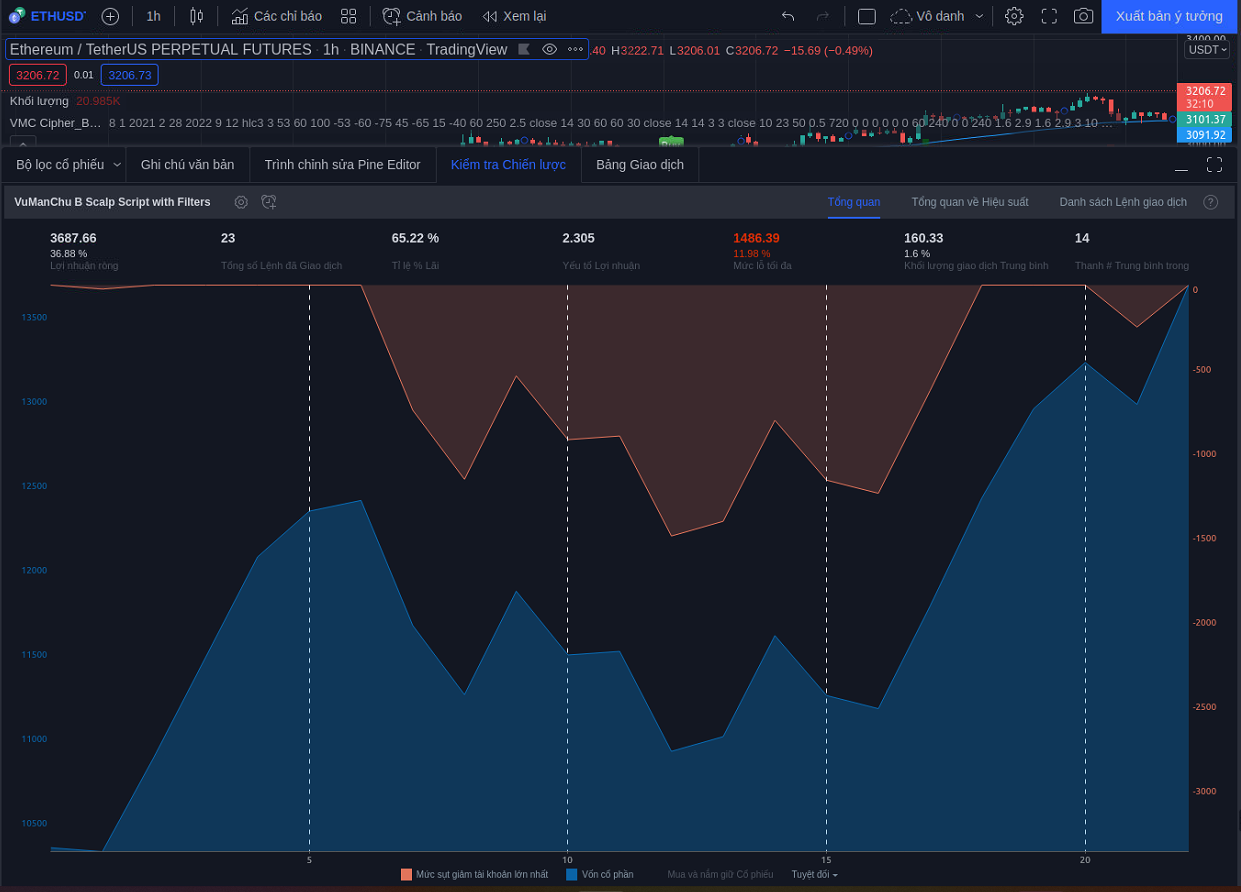 ETHUSD 1h Các chỉ báo Cảnh báo Xem lại Vô danh Xuất bản ý tưởng
Ethereum / TetherUS PERPETUAL FUTURES · 1h · BINANCE · TradingView .40 H3222.71 L3206.01 C3206.72 −15.69 (−0.49%)
3400.00
USDT
3206.72 0.01 3206.73
Khối lượng 20.985K
3206.72
32:10
VMC Cipher_B... 8 1 2021 2 28 2022 9 12 hlc3 3 53 60 100 -53 -60 -75 45 -65 15 -40 60 250 2.5 close 14 30 60 60 30 close 14 14 3 3 close 10 23 50 0.5 720 0 0 0 0 0 0 60 240 0 0 240 1.6 2.9 1.6 2.9 3 10 ...
3101.37
3091.92
Bộ lọc cổ phiếu Ghi chú văn bản Trình chỉnh sửa Pine Editor Kiểm tra Chiến lược Bảng Giao dịch
VuManChu B Scalp Script with Filters Tổng quan Tổng quan về Hiệu suất Danh sách Lệnh giao dịch ?
3687.66 23 65.22 % 2.305 1486.39 160.33 14
36.88 % 11.98 % 1.6 %
Lợi nhuận ròng Tổng số Lệnh đã Giao dịch Tỉ lệ % Lãi Yếu tố Lợi nhuận Mức lỗ tối đa Khối lượng giao dịch Trung bình Thanh # Trung bình trong
0
13500
-500
13000
-1000
12500
-1500
12000
-2000
11500
-2500
11000
-3000
10500
5 10 15 20
Mức sụt giảm tài khoản lớn nhất Vốn cổ phần Mua và nắm giữ Cổ phiếu Tuyệt đối